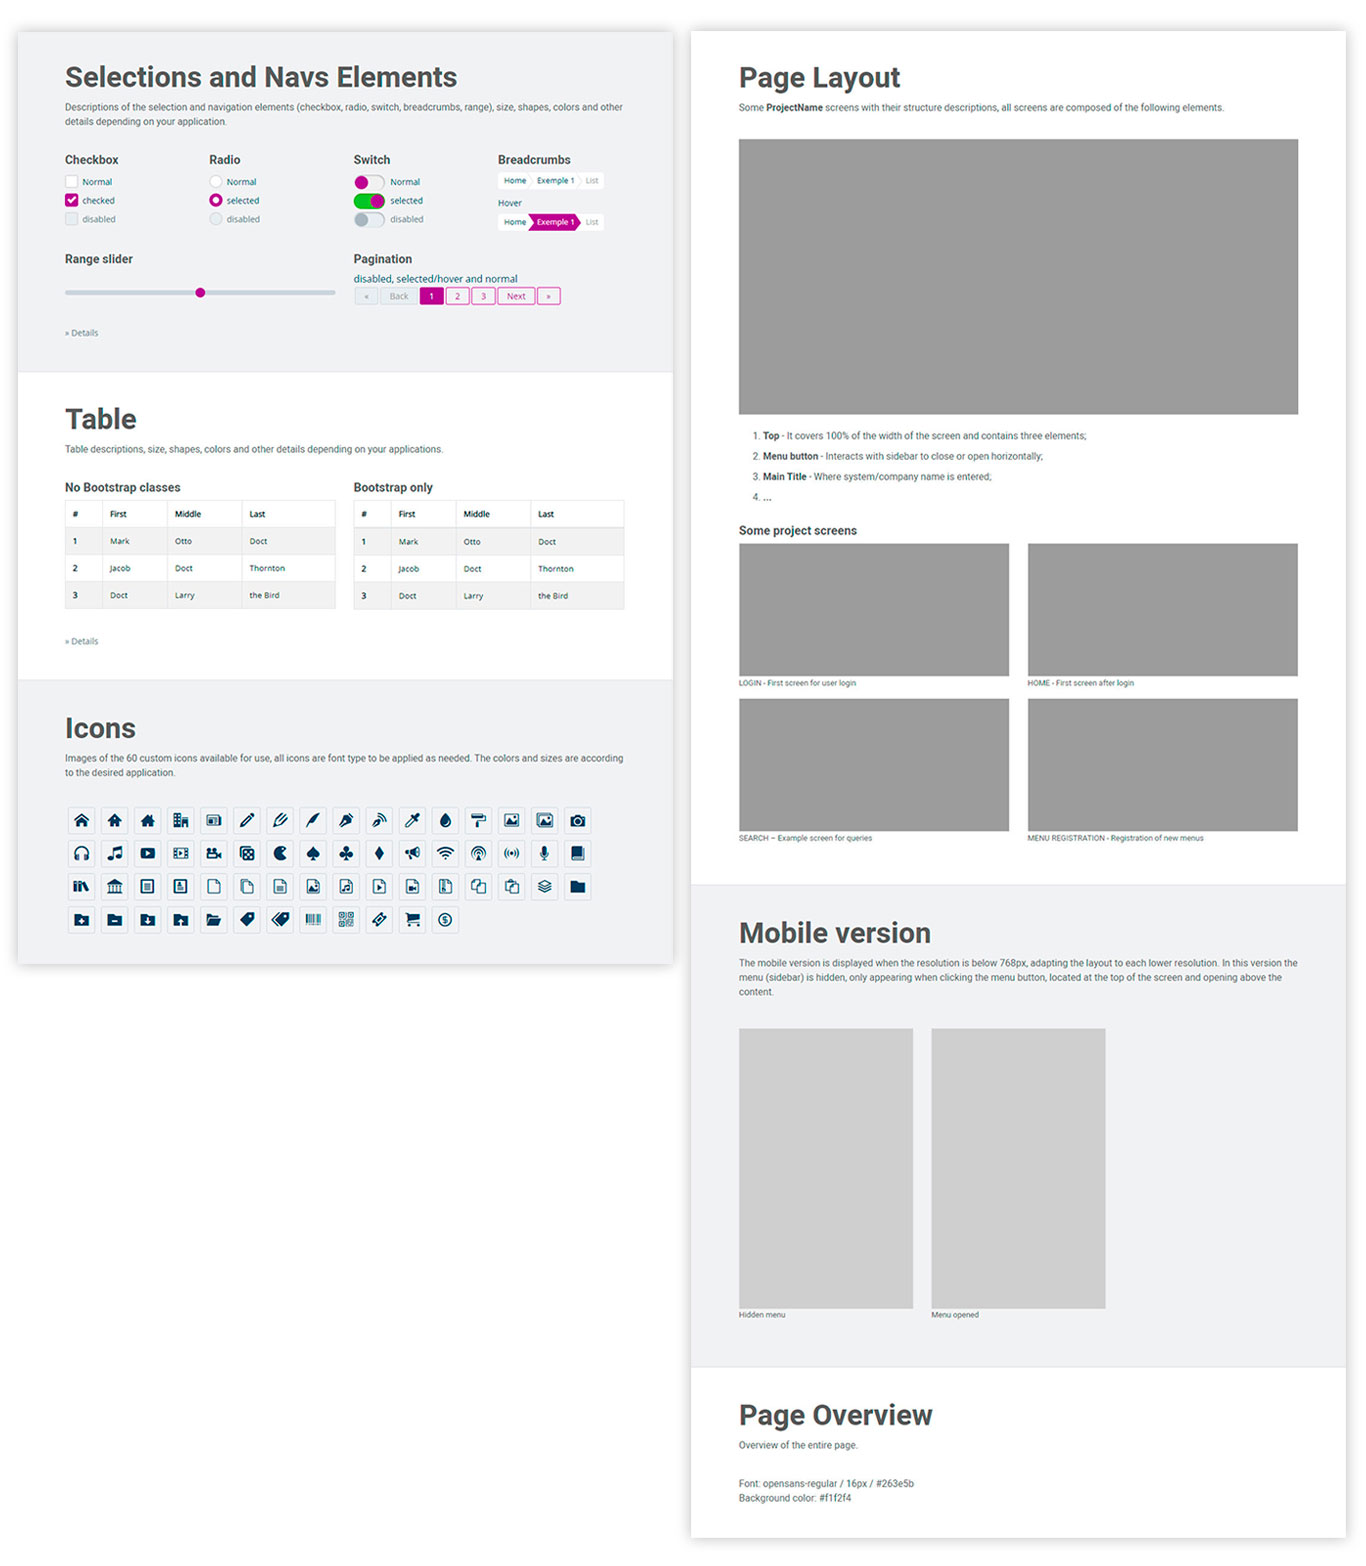 Selections and Navs Elements
Descriptions of the selection and navigation elements (checkbox, radio, switch, breadcrumbs, range), size, shapes, colors and other
details depending on your application.
Checkbox
Normal
checked
disabled
Radio
Normal
selected
disabled
Switch
Normal
selected
disabled
Breadcrumbs
Home Exemple 1 List
Hover
Home Exemple 1 List
Range slider
Pagination
disabled, selected/hover and normal
« Back 1 2 3 Next »
» Details
Table
Table descriptions, size, shapes, colors and other details depending on your applications.
No Bootstrap classes
# First Middle Last
1 Mark Otto Doct
2 Jacob Doct Thornton
3 Doct Larry the Bird
Bootstrap only
# First Middle Last
1 Mark Otto Doct
2 Jacob Doct Thornton
3 Doct Larry the Bird
» Details
Icons
Images of the 60 custom icons available for use, all icons are font type to be applied as needed. The colors and sizes are according
to the desired application.
Page Layout
Some ProjectName screens with their structure descriptions, all screens are composed of the following elements.
1. Top - It covers 100% of the width of the screen and contains three elements;
2. Menu button - Interacts with sidebar to close or open horizontally;
3. Main Title - Where system/company name is entered;
4. ...
Some project screens
LOGIN - First screen for user login
HOME - First screen after login
SEARCH – Example screen for queries
MENU REGISTRATION - Registration of new menus
Mobile version
The mobile version is displayed when the resolution is below 768px, adapting the layout to each lower resolution. In this version the
menu (sidebar) is hidden, only appearing when clicking the menu button, located at the top of the screen and opening above the
content.
Hidden menu
Menu opened
Page Overview
Overview of the entire page.
Font: opensans-regular / 16px / #263e5b
Background color: #f1f2f4